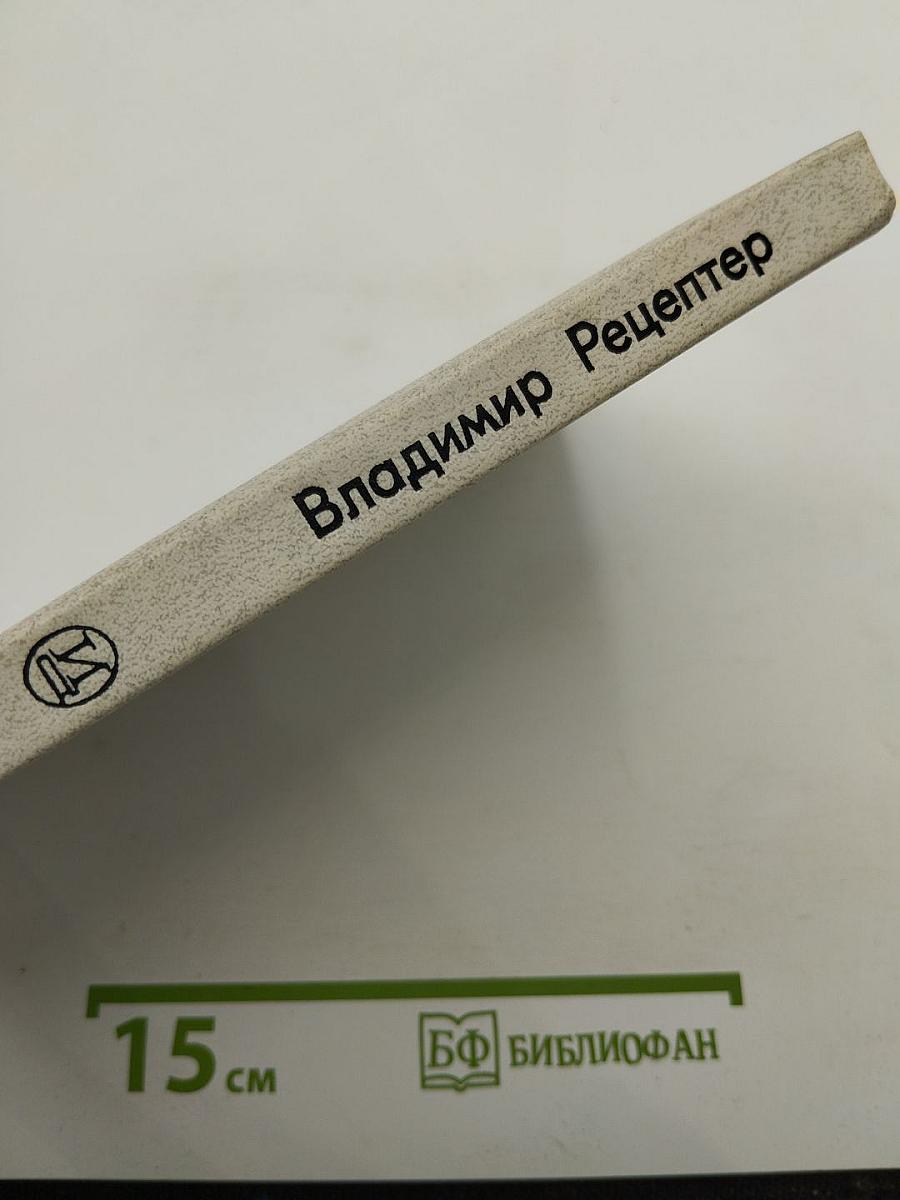 Владимир Рецептер
15 см
БФ БИБЛИОФАН